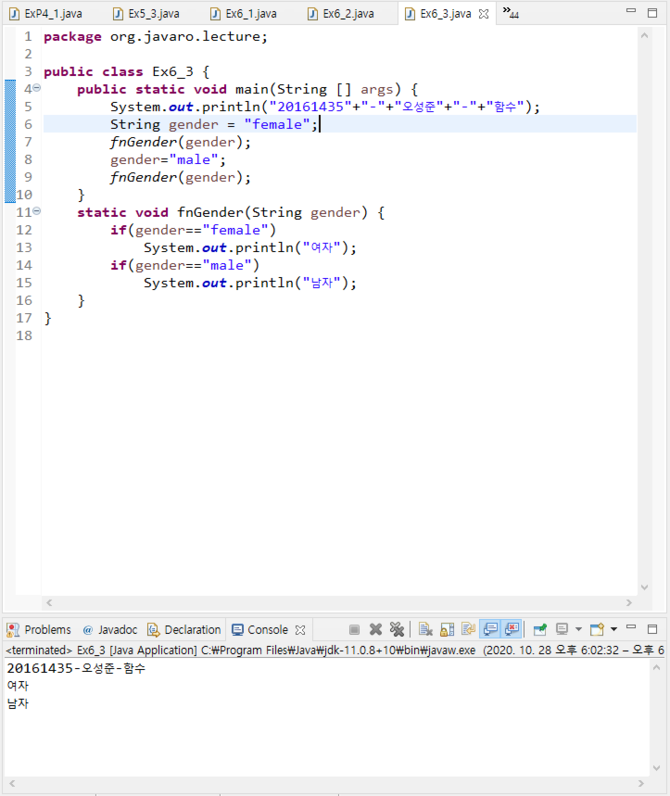 ExP4_1.java Ex5_3.java Ex6_1.java Ex6_2.java Ex6_3.java »44
1 package org.javaro.lecture;
2
3 public class Ex6_3 {
4 public static void main(String [] args) {
5 System.out.println("20161435"+"-"+"오성준"+"-"+"함수");
6 String gender = "female";
7 fnGender(gender);
8 gender="male";
9 fnGender(gender);
10 }
11 static void fnGender(String gender) {
12 if(gender=="female")
13 System.out.println("여자");
14 if(gender=="male")
15 System.out.println("남자");
16 }
17 }
18
Problems @ Javadoc Declaration Console
<terminated> Ex6_3 [Java Application] C:₩Program Files₩Java₩jdk-11.0.8+10₩bin₩javaw.exe (2020. 10. 28 오후 6:02:32 – 오후 6
20161435-오성준-함수
여자
남자